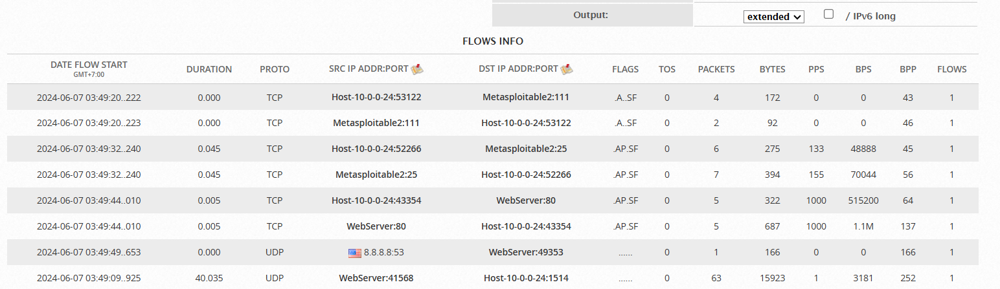 Output: extended / IPv6 long
FLOWS INFO
DATE FLOW START DURATION PROTO SRC IP ADDR:PORT DST IP ADDR:PORT FLAGS TOS PACKETS BYTES PPS BPS BPP FLOWS
GMT+7:00
2024-06-07 03:49:20..222 0.000 TCP Host-10-0-0-24:53122 Metasploitable2:111 .A..SF 0 4 172 0 0 43 1
2024-06-07 03:49:20..223 0.000 TCP Metasploitable2:111 Host-10-0-0-24:53122 .A..SF 0 2 92 0 0 46 1
2024-06-07 03:49:32..240 0.045 TCP Host-10-0-0-24:52266 Metasploitable2:25 .AP.SF 0 6 275 133 48888 45 1
2024-06-07 03:49:32..240 0.045 TCP Metasploitable2:25 Host-10-0-0-24:52266 .AP.SF 0 7 394 155 70044 56 1
2024-06-07 03:49:44..010 0.005 TCP Host-10-0-0-24:43354 WebServer:80 .AP.SF 0 5 322 1000 515200 64 1
2024-06-07 03:49:44..010 0.005 TCP WebServer:80 Host-10-0-0-24:43354 .AP.SF 0 5 687 1000 1.1M 137 1
2024-06-07 03:49:49..653 0.000 UDP 8.8.8.8:53 WebServer:49353 ...... 0 1 166 0 0 166 1
2024-06-07 03:49:09..925 40.035 UDP WebServer:41568 Host-10-0-0-24:1514 ...... 0 63 15923 1 3181 252 1